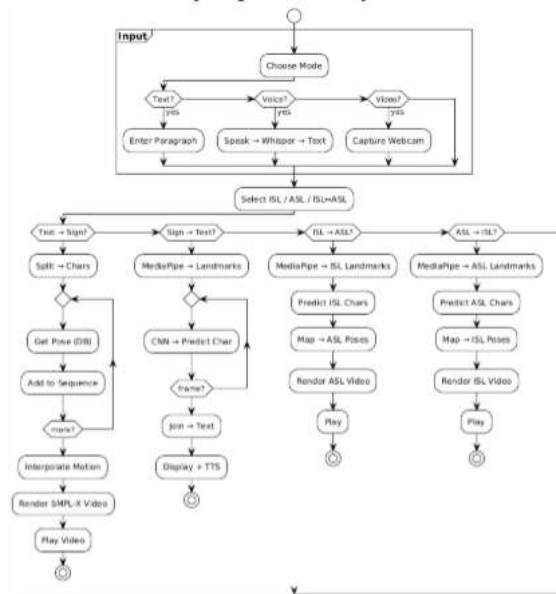 Input
Choose Mode
Text?
Voice?
Video?
yes
yes
yes
Enter Paragraph
Speak → Whisper → Text
Capture Webcam
Select ISL / ASL / ISL↔ASL
Text → Sign?
Sign → Text?
ISL → ASL?
ASL → ISL?
Split → Chars
MediaPipe → Landmarks
MediaPipe → ISL Landmarks
MediaPipe → ASL Landmarks
Predict ISL Chars
Predict ASL Chars
Get Pose (DB)
CNN → Predict Char
Map → ASL Poses
Map → ISL Poses
Add to Sequence
frame?
Render ASL Video
Render ISL Video
more?
Join → Text
Play
Play
Interpolate Motion
Display + TTS
Render SMPL-X Video
Play Video